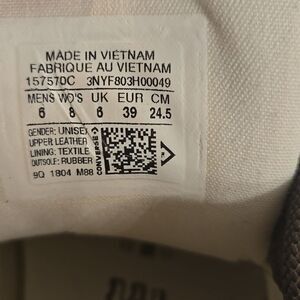 MADE IN VIETNAM
FABRIQUE AU VIETNAM
157570C 3NYF803H00049
MENS WO'S UK EUR CM
6 8 6 39 24.5
GENDER: UNISEX
UPPER: LEATHER
LINING: TEXTILE
OUTSOLE: RUBBER
9Q 1804 M88
CONVERSE